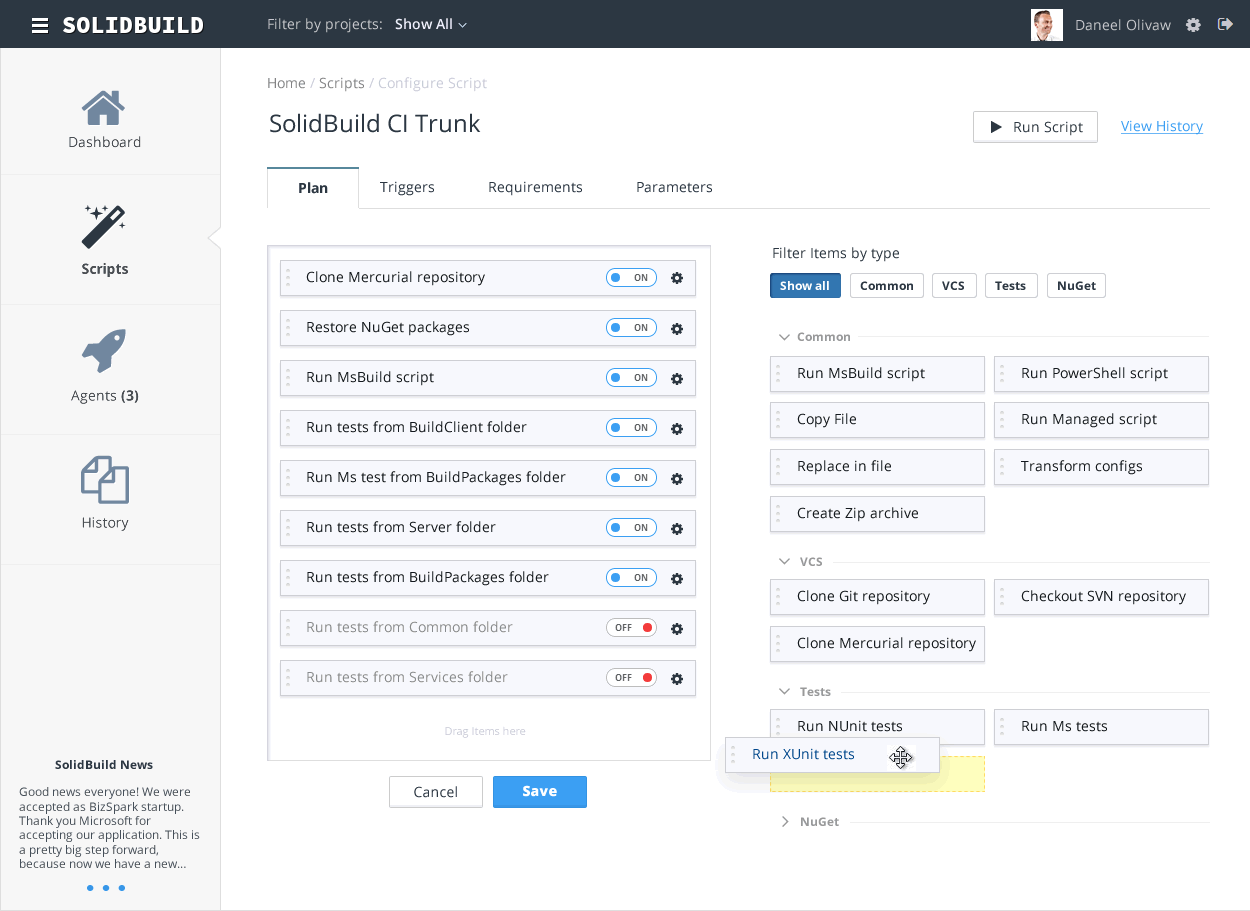 SOLIDBUILD
Filter by projects: Show All
Daneel Olivaw
Dashboard
Scripts
Agents (3)
History
SolidBuild News
Good news everyone! We were
accepted as BizSpark startup.
Thank you Microsoft for
accepting our application. This is
a pretty big step forward,
because now we have a new...
Home / Scripts / Configure Script
SolidBuild CI Trunk
Run Script
View History
Plan
Triggers
Requirements
Parameters
Clone Mercurial repository ON
Restore NuGet packages ON
Run MsBuild script ON
Run tests from BuildClient folder ON
Run Ms test from BuildPackages folder ON
Run tests from Server folder ON
Run tests from BuildPackages folder ON
Run tests from Common folder OFF
Run tests from Services folder OFF
Drag Items here
Cancel
Save
Filter Items by type
Show all
Common
VCS
Tests
NuGet
Common
Run MsBuild script
Run PowerShell script
Copy File
Run Managed script
Replace in file
Transform configs
Create Zip archive
VCS
Clone Git repository
Checkout SVN repository
Clone Mercurial repository
Tests
Run NUnit tests
Run Ms tests
Run XUnit tests
NuGet